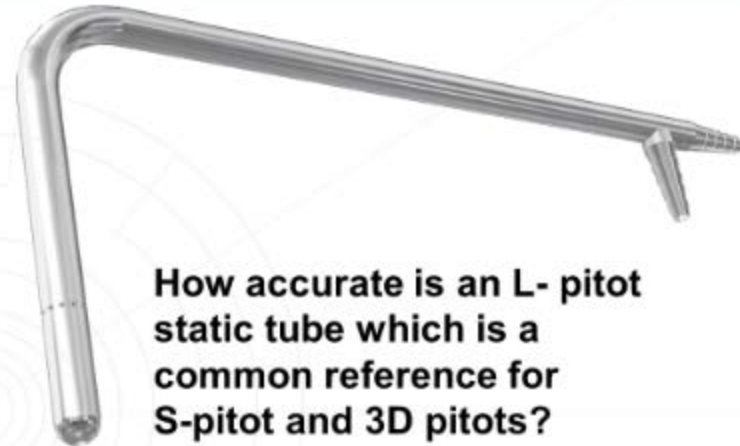 How accurate is an L- pitot
static tube which is a
common reference for
S-pitot and 3D pitots?